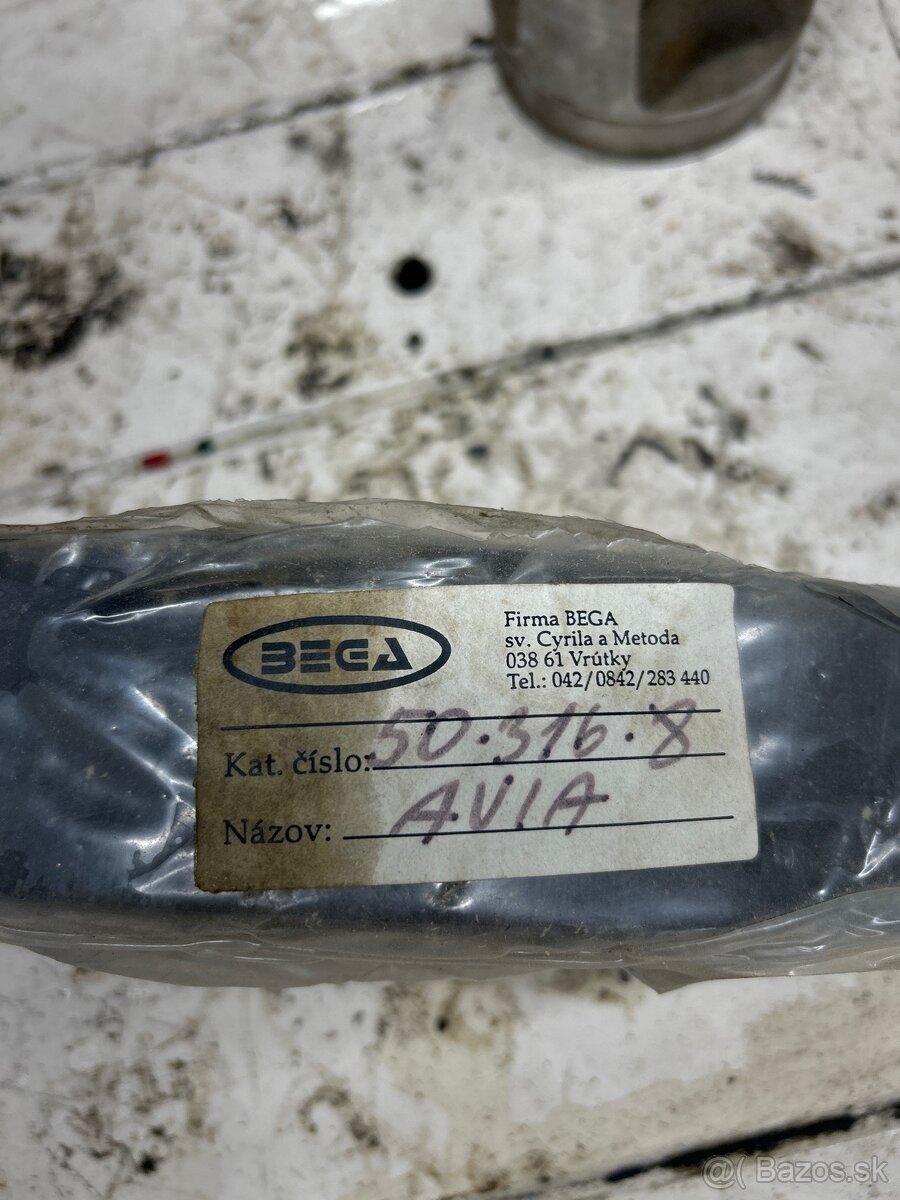 BEGA
Firma BEGA
sv. Cyrila a Metoda
038 61 Vrútky
Tel.: 042/0842/283 440
Kat. číslo: 50.316.8
Názov: AVIA
@( Bazos.sk